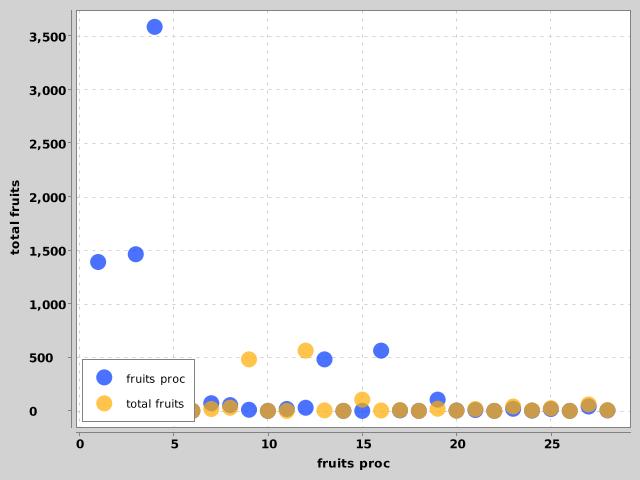 3,500
3,000
2,500
2,000
1,500
1,000
500
0
total fruits
fruits proc
total fruits
0 5 10 15 20 25
fruits proc